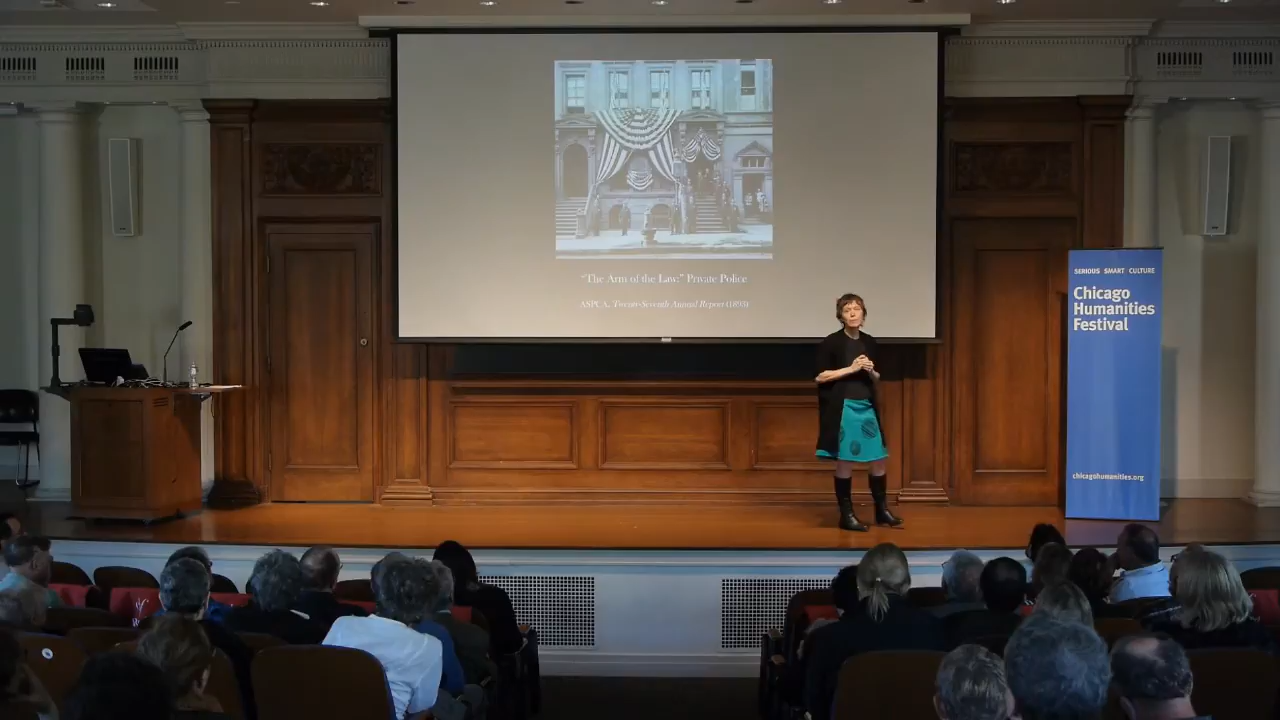 "The Arm of the Law:" Private Police
ASPCA, Twenty-Seventh Annual Report (1893)
SERIOUS SMART CULTURE
Chicago
Humanities
Festival
chicagohumanities.org